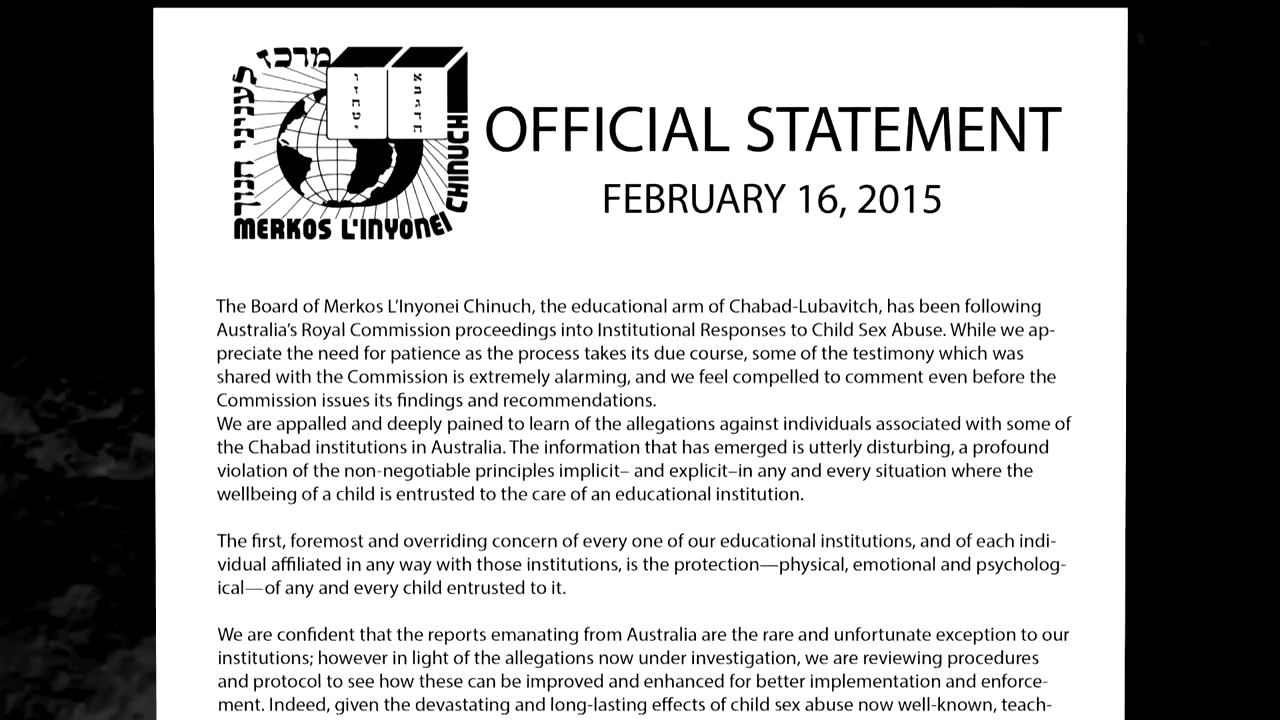 מרכז
לעניני חנוך
MERKOS L'INYONEI CHINUCH
OFFICIAL STATEMENT
FEBRUARY 16, 2015
The Board of Merkos L'Inyonei Chinuch, the educational arm of Chabad-Lubavitch, has been following
Australia's Royal Commission proceedings into Institutional Responses to Child Sex Abuse. While we ap-
preciate the need for patience as the process takes its due course, some of the testimony which was
shared with the Commission is extremely alarming, and we feel compelled to comment even before the
Commission issues its findings and recommendations.
We are appalled and deeply pained to learn of the allegations against individuals associated with some of
the Chabad institutions in Australia. The information that has emerged is utterly disturbing, a profound
violation of the non-negotiable principles implicit– and explicit–in any and every situation where the
wellbeing of a child is entrusted to the care of an educational institution.
The first, foremost and overriding concern of every one of our educational institutions, and of each indi-
vidual affiliated in any way with those institutions, is the protection—physical, emotional and psycholog-
ical—of any and every child entrusted to it.
We are confident that the reports emanating from Australia are the rare and unfortunate exception to our
institutions; however in light of the allegations now under investigation, we are reviewing procedures
and protocol to see how these can be improved and enhanced for better implementation and enforce-
ment. Indeed, given the devastating and long-lasting effects of child sex abuse now well-known, teach-